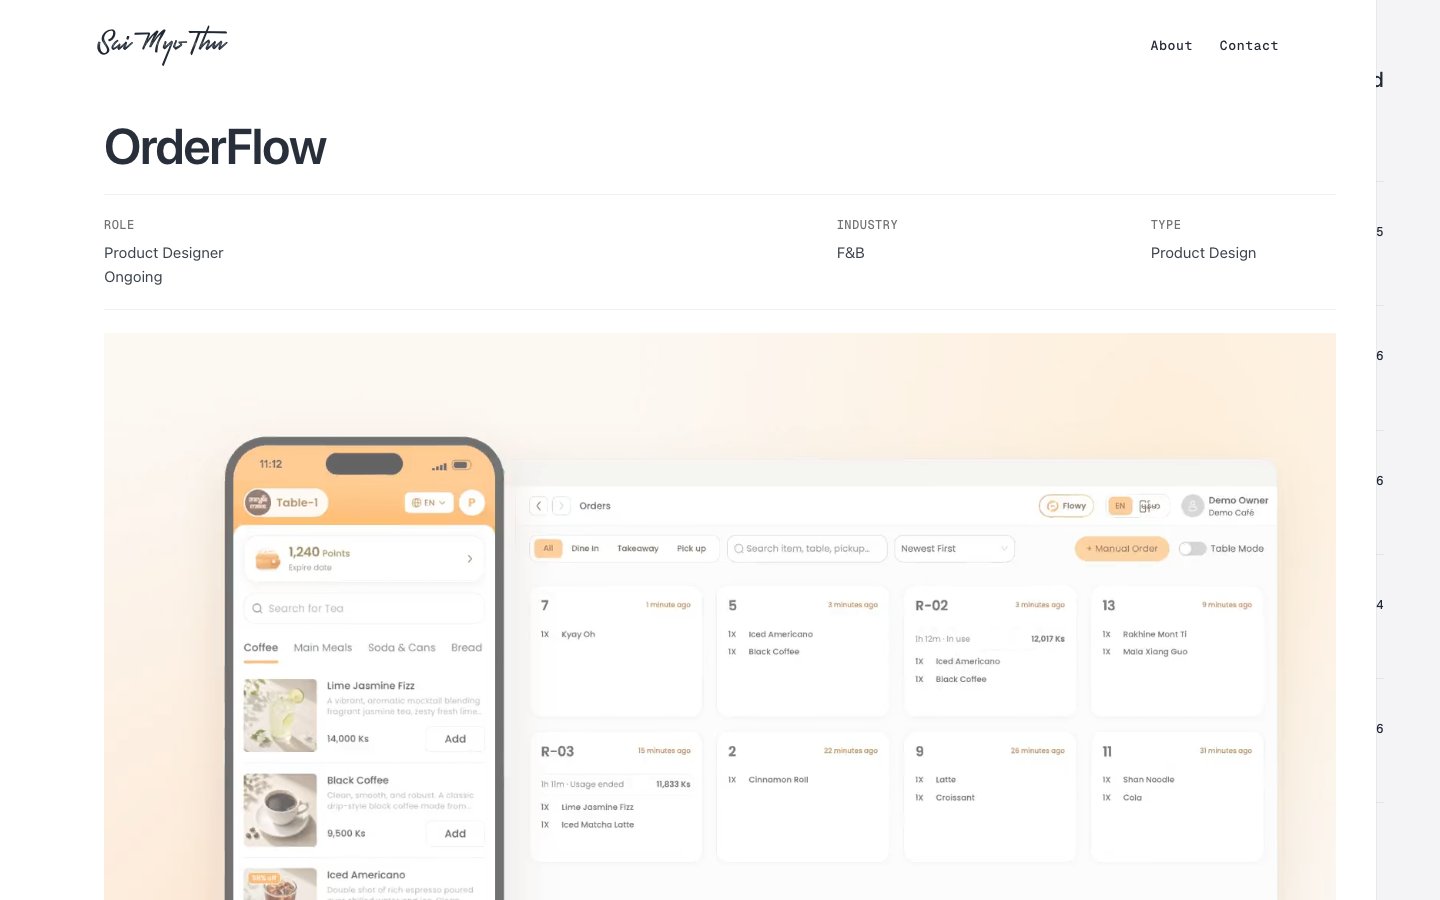 Sai Myo Thu
About
Contact
d
OrderFlow
ROLE
Product Designer
Ongoing
INDUSTRY
F&B
TYPE
Product Design
5
6
6
4
6
11:12
Table-1
EN
P
1,240 Points
Expire date
Search for Tea
Coffee
Main Meals
Soda & Cans
Bread
Lime Jasmine Fizz
A vibrant, aromatic mocktail blending
fragrant jasmine tea, zesty fresh lime...
14,000 Ks
Add
Black Coffee
Clean, smooth, and robust. A classic
drip-style black coffee made from...
9,500 Ks
Add
Iced Americano
Double shot of rich espresso poured
Orders
Flowy
EN
Demo Owner
Demo Café
All
Dine In
Takeaway
Pick up
Search item, table, pickup...
Newest First
+ Manual Order
Table Mode
7
1 minute ago
1X Kyay Oh
5
3 minutes ago
1X Iced Americano
1X Black Coffee
R-02
3 minutes ago
1h 12m · In use
12,017 Ks
1X Iced Americano
1X Black Coffee
13
9 minutes ago
1X Rakhine Mont Ti
1X Mala Xiang Guo
R-03
15 minutes ago
1h 11m · Usage ended
11,833 Ks
1X Lime Jasmine Fizz
1X Iced Matcha Latte
2
22 minutes ago
1X Cinnamon Roll
9
26 minutes ago
1X Latte
1X Croissant
11
31 minutes ago
1X Shan Noodle
1X Cola